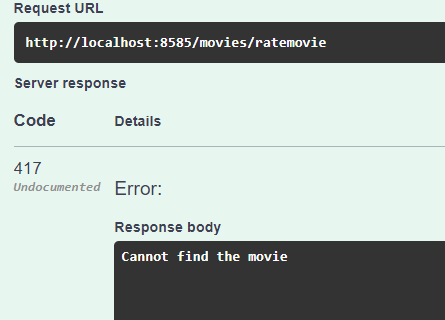 Request URL
http://localhost:8585/movies/ratemovie
Server response
Code Details
417
Undocumented
Error:
Response body
Cannot find the movie